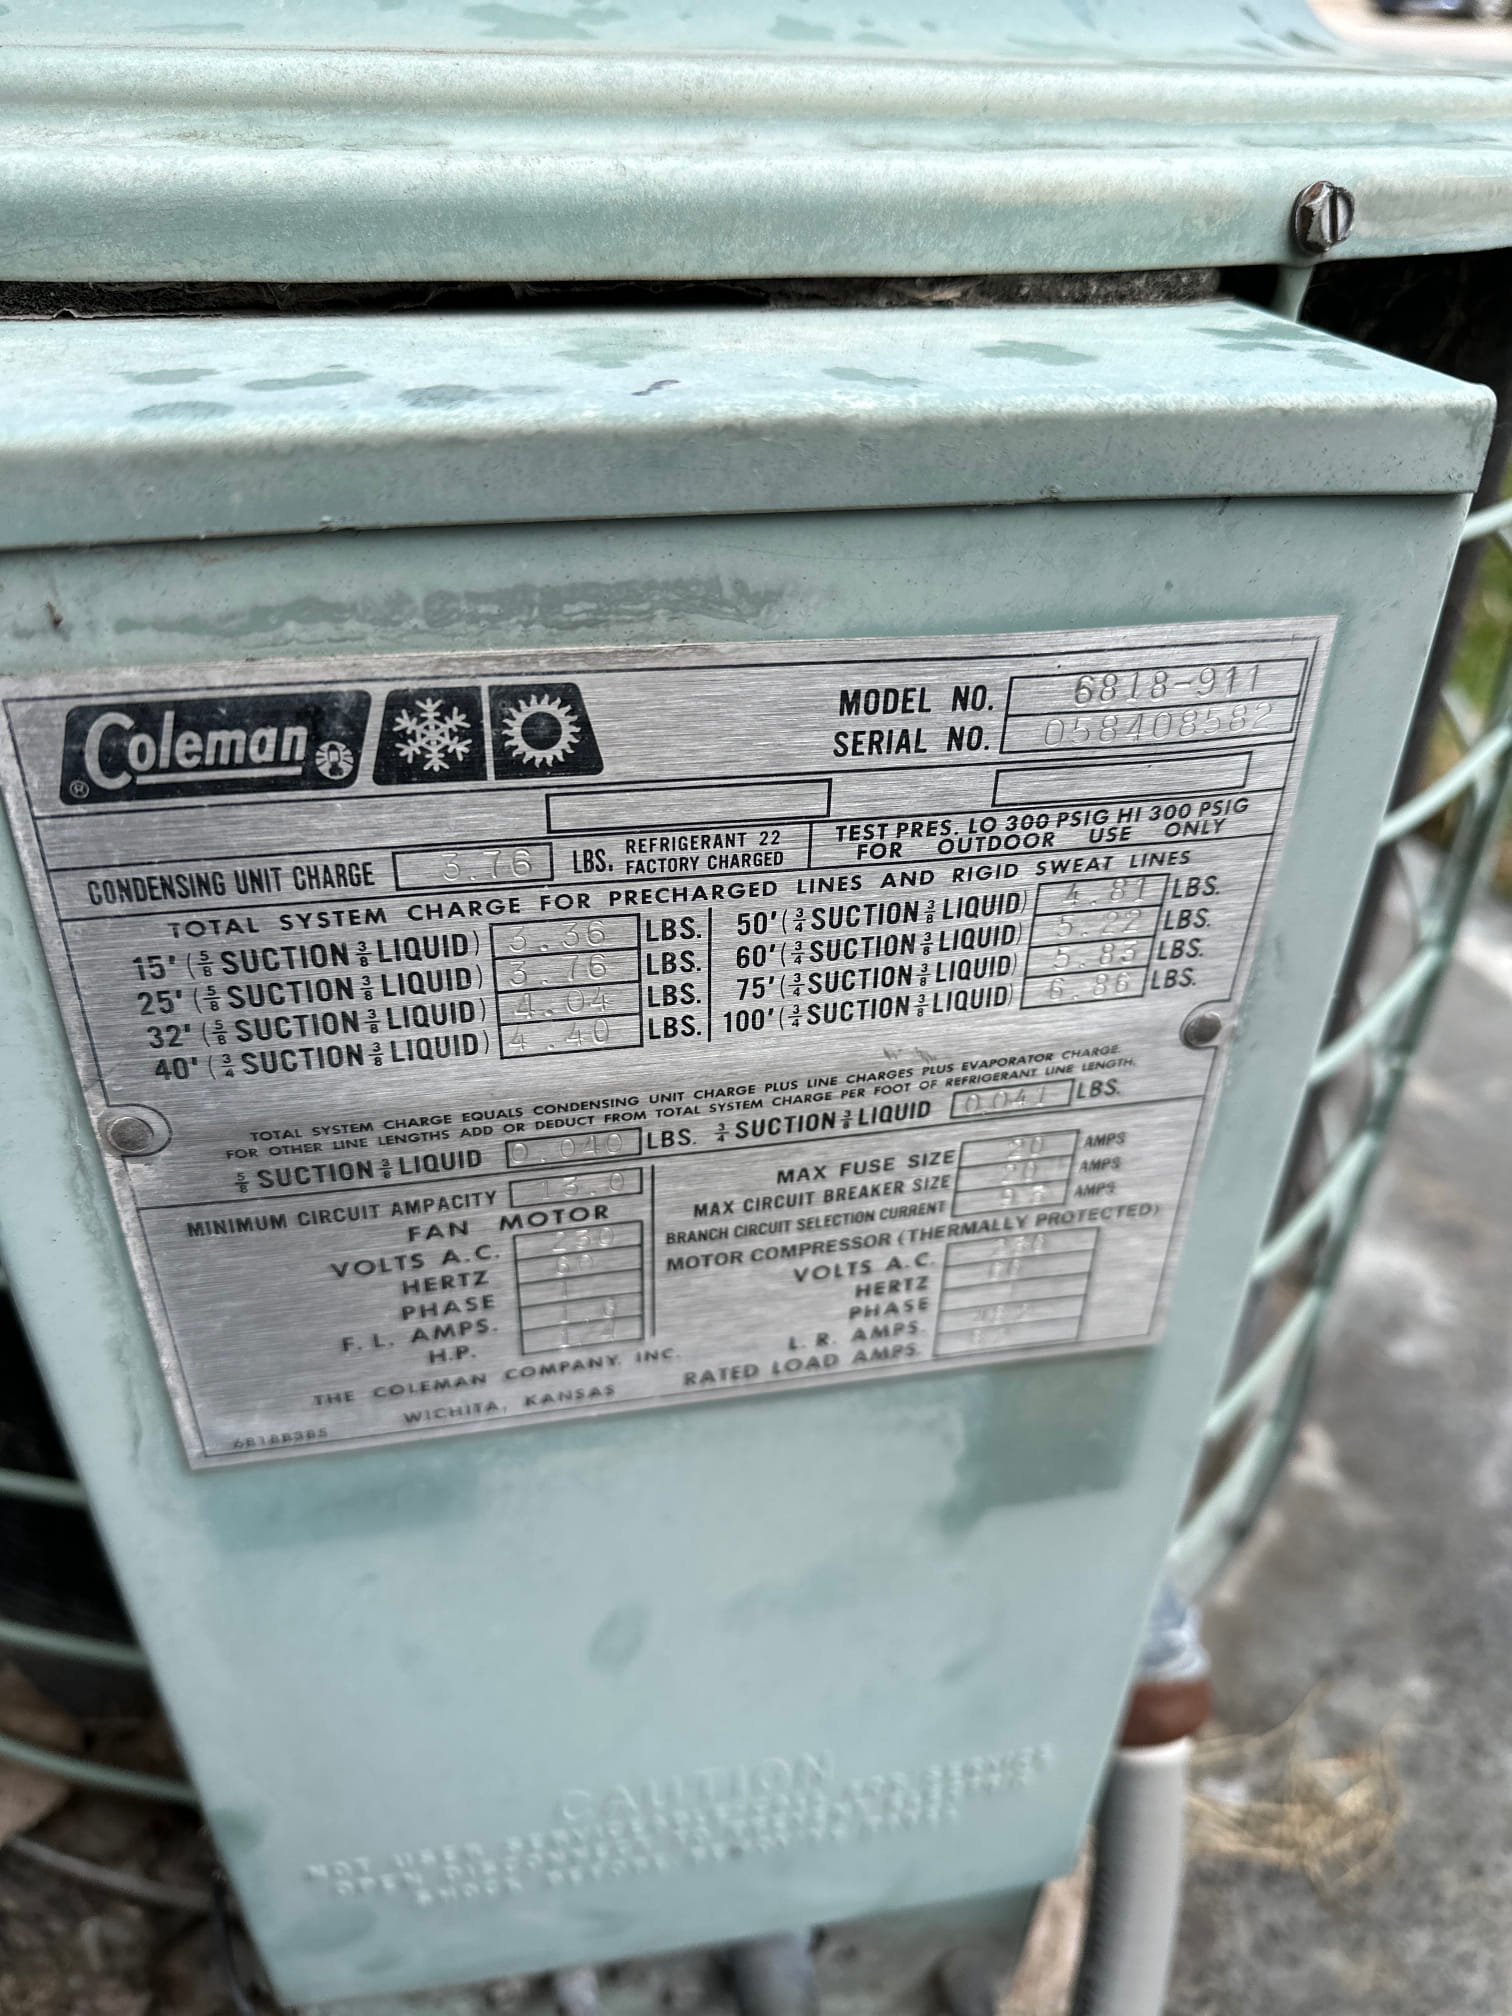 Coleman ®
MODEL NO. 6818-911
SERIAL NO. 058408582
CONDENSING UNIT CHARGE 3.76 LBS. REFRIGERANT 22 FACTORY CHARGED
TEST PRES. LO 300 PSIG HI 300 PSIG
FOR OUTDOOR USE ONLY
TOTAL SYSTEM CHARGE FOR PRECHARGED LINES AND RIGID SWEAT LINES
15' (5/8 SUCTION 3/8 LIQUID) 3.36 LBS. 50' (3/4 SUCTION 3/8 LIQUID) 4.81 LBS.
25' (5/8 SUCTION 3/8 LIQUID) 3.76 LBS. 60' (3/4 SUCTION 3/8 LIQUID) 5.22 LBS.
32' (5/8 SUCTION 3/8 LIQUID) 4.04 LBS. 75' (3/4 SUCTION 3/8 LIQUID) 5.83 LBS.
40' (3/4 SUCTION 3/8 LIQUID) 4.40 LBS. 100' (3/4 SUCTION 3/8 LIQUID) 6.86 LBS.
TOTAL SYSTEM CHARGE EQUALS CONDENSING UNIT CHARGE PLUS LINE CHARGES PLUS EVAPORATOR CHARGE.
FOR OTHER LINE LENGTHS ADD OR DEDUCT FROM TOTAL SYSTEM CHARGE PER FOOT OF REFRIGERANT LINE LENGTH.
5/8 SUCTION 3/8 LIQUID 0.040 LBS. 3/4 SUCTION 3/8 LIQUID 0.041 LBS.
MINIMUM CIRCUIT AMPACITY 13.0
MAX FUSE SIZE 20 AMPS
MAX CIRCUIT BREAKER SIZE 20 AMPS
BRANCH CIRCUIT SELECTION CURRENT AMPS
FAN MOTOR
VOLTS A.C. 230
HERTZ 60
PHASE 1
F. L. AMPS.
H.P.
MOTOR COMPRESSOR (THERMALLY PROTECTED)
VOLTS A.C. 230
HERTZ 60
PHASE
L. R. AMPS.
RATED LOAD AMPS.
THE COLEMAN COMPANY, INC.
WICHITA, KANSAS
CAUTION
OPEN DISCONNECT TO PREVENT
SHOCK BEFORE